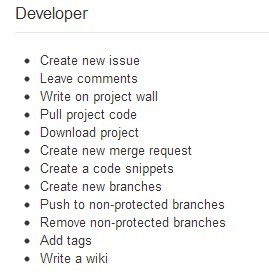 Developer
Create new issue
Leave comments
Write on project wall
Pull project code
Download project
Create new merge request
Create a code snippets
Create new branches
Push to non-protected branches
Remove non-protected branches
Add tags
Write a wiki